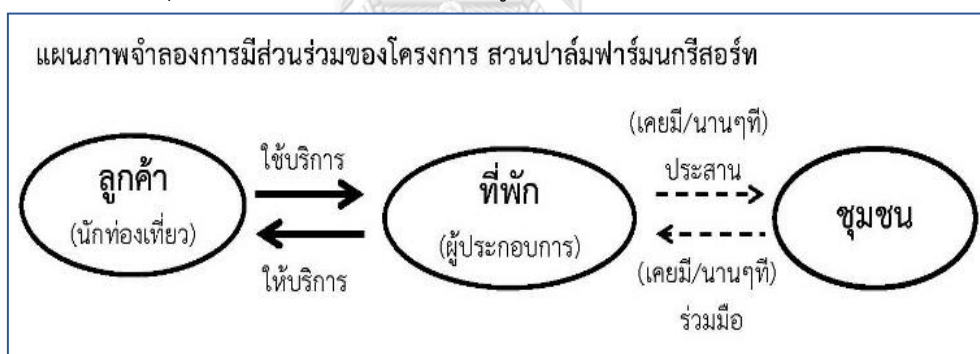 แผนภาพจำลองการมีส่วนร่วมของโครงการ สวนปาล์มฟาร์มนกรีสอร์ท
ลูกค้า
(นักท่องเที่ยว)
ใช้บริการ
ให้บริการ
ที่พัก
(ผู้ประกอบการ)
(เคยมี/นานๆที)
ประสาน
(เคยมี/นานๆที)
ร่วมมือ
ชุมชน